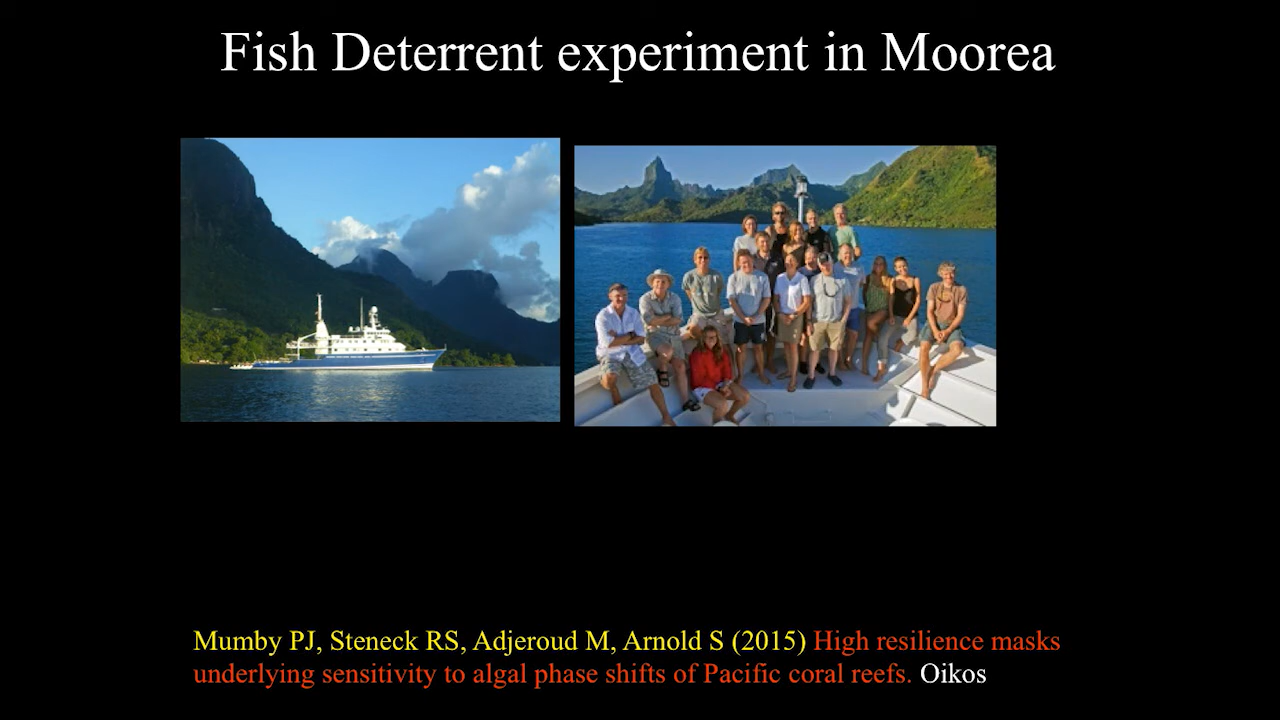 Fish Deterrent experiment in Moorea
Mumby PJ, Steneck RS, Adjeroud M, Arnold S (2015) High resilience masks
underlying sensitivity to algal phase shifts of Pacific coral reefs. Oikos